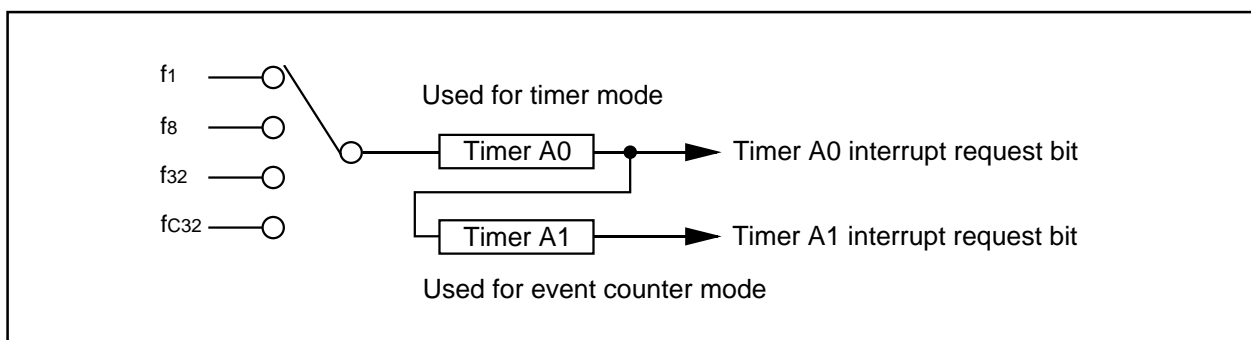 f1
f8
f32
fC32
Used for timer mode
Timer A0
Timer A0 interrupt request bit
Timer A1
Timer A1 interrupt request bit
Used for event counter mode